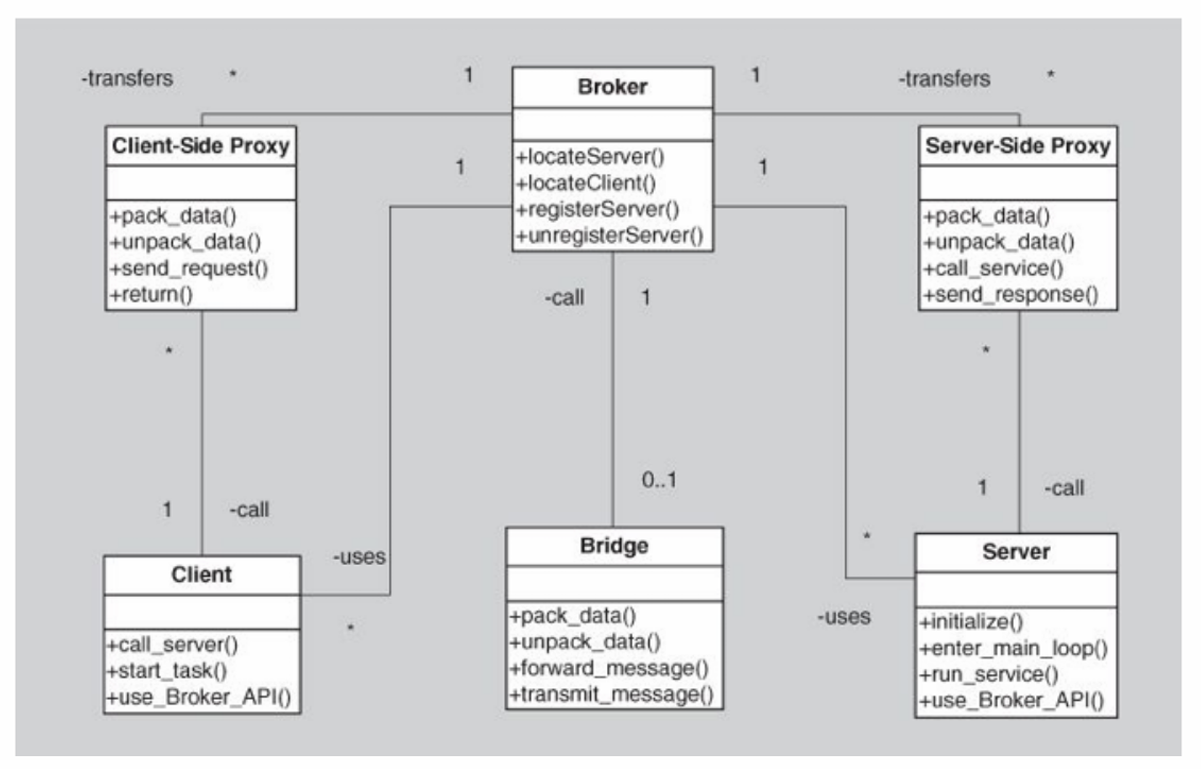 -transfers * 1
Broker
1 -transfers *
Client-Side Proxy
+pack_data()
+unpack_data()
+send_request()
+return()
1
+locateServer()
+locateClient()
+registerServer()
+unregisterServer()
1
Server-Side Proxy
+pack_data()
+unpack_data()
+call_service()
+send_response()
-call 1
*
*
0..1
1 -call
1 -call
-uses
*
*
-uses
Client
+call_server()
+start_task()
+use_Broker_API()
Bridge
+pack_data()
+unpack_data()
+forward_message()
+transmit_message()
Server
+initialize()
+enter_main_loop()
+run_service()
+use_Broker_API()